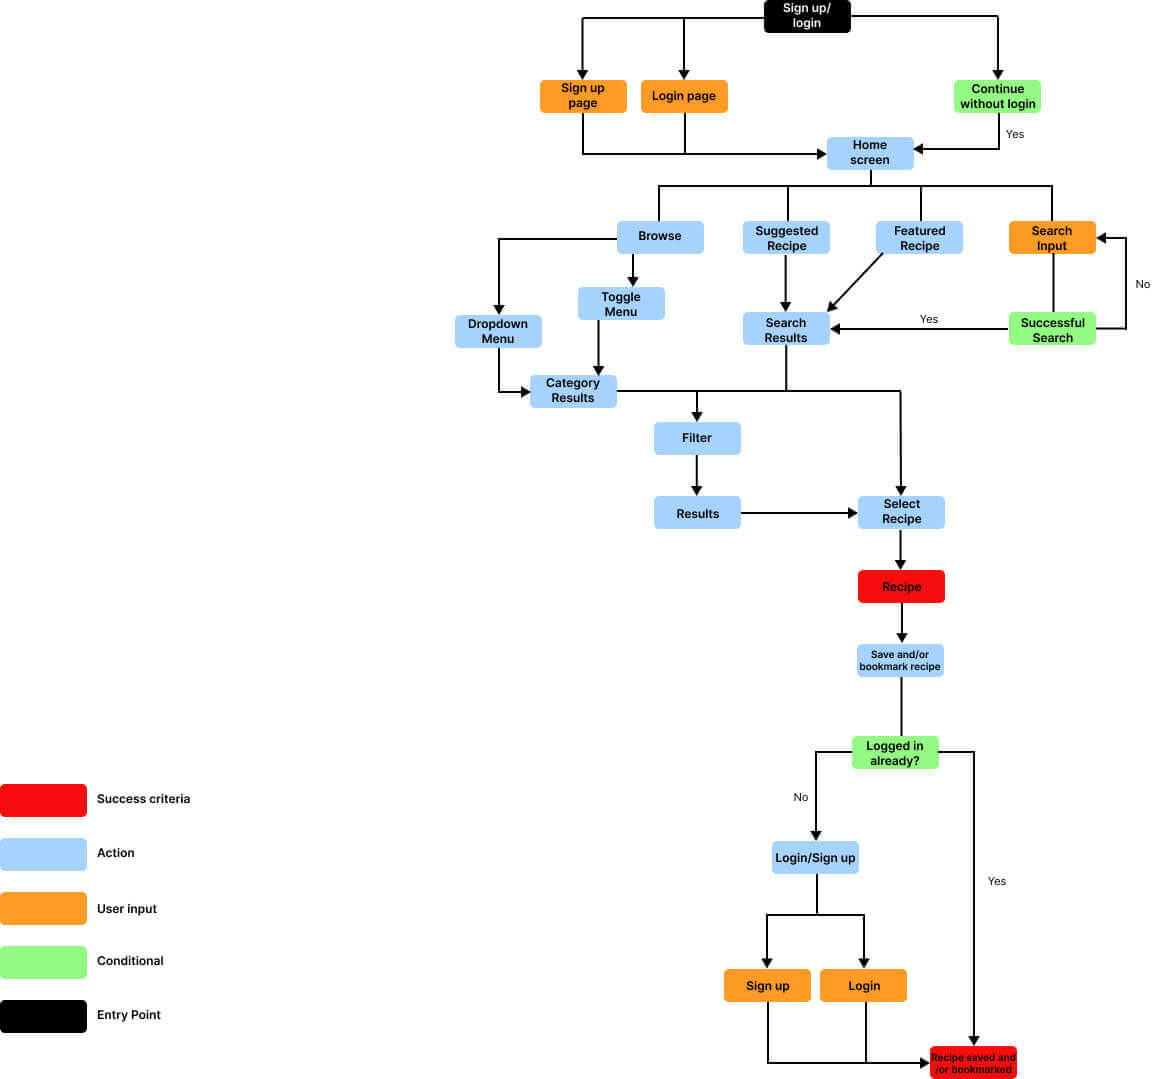 Sign up/
login
Sign up
page
Login page
Continue
without login
Yes
Home
screen
Browse
Suggested
Recipe
Featured
Recipe
Search
Input
No
Toggle
Menu
Dropdown
Menu
Search
Results
Yes
Successful
Search
Category
Results
Filter
Results
Select
Recipe
Recipe
Save and/or
bookmark recipe
Logged in
already?
No
Login/Sign up
Yes
Sign up
Login
Recipe saved and
/or bookmarked
Success criteria
Action
User input
Conditional
Entry Point